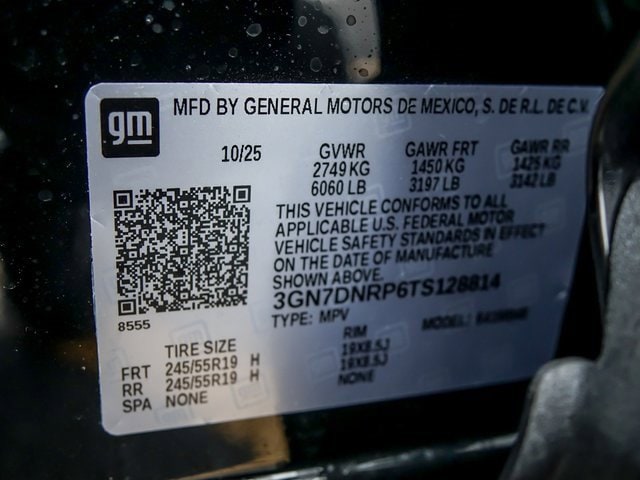 gm
MFD BY GENERAL MOTORS DE MEXICO, S. DE R.L. DE C.V.
10/25 GVWR GAWR FRT GAWR RR
2749 KG 1450 KG 1425 KG
6060 LB 3197 LB 3142 LB
THIS VEHICLE CONFORMS TO ALL
APPLICABLE U.S. FEDERAL MOTOR
VEHICLE SAFETY STANDARDS IN EFFECT
ON THE DATE OF MANUFACTURE
SHOWN ABOVE.
3GN7DNRP6TS128814
TYPE: MPV MODEL:
8555
TIRE SIZE RIM
FRT 245/55R19 H 19X8.5J
RR 245/55R19 H 19X8.5J
SPA NONE NONE